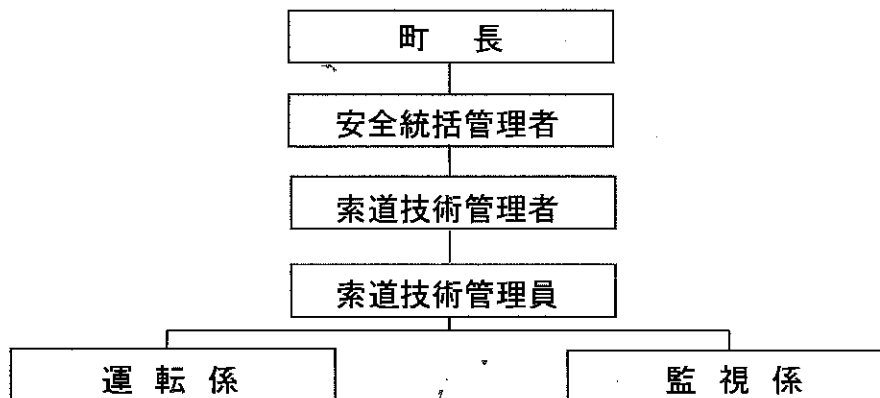 町長
安全統括管理者
索道技術管理者
索道技術管理員
運転係
監視係